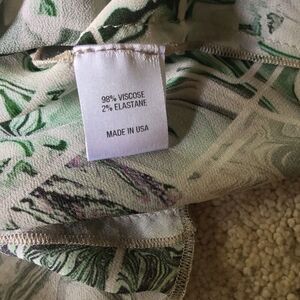 98% VISCOSE
2% ELASTANE
MADE IN USA